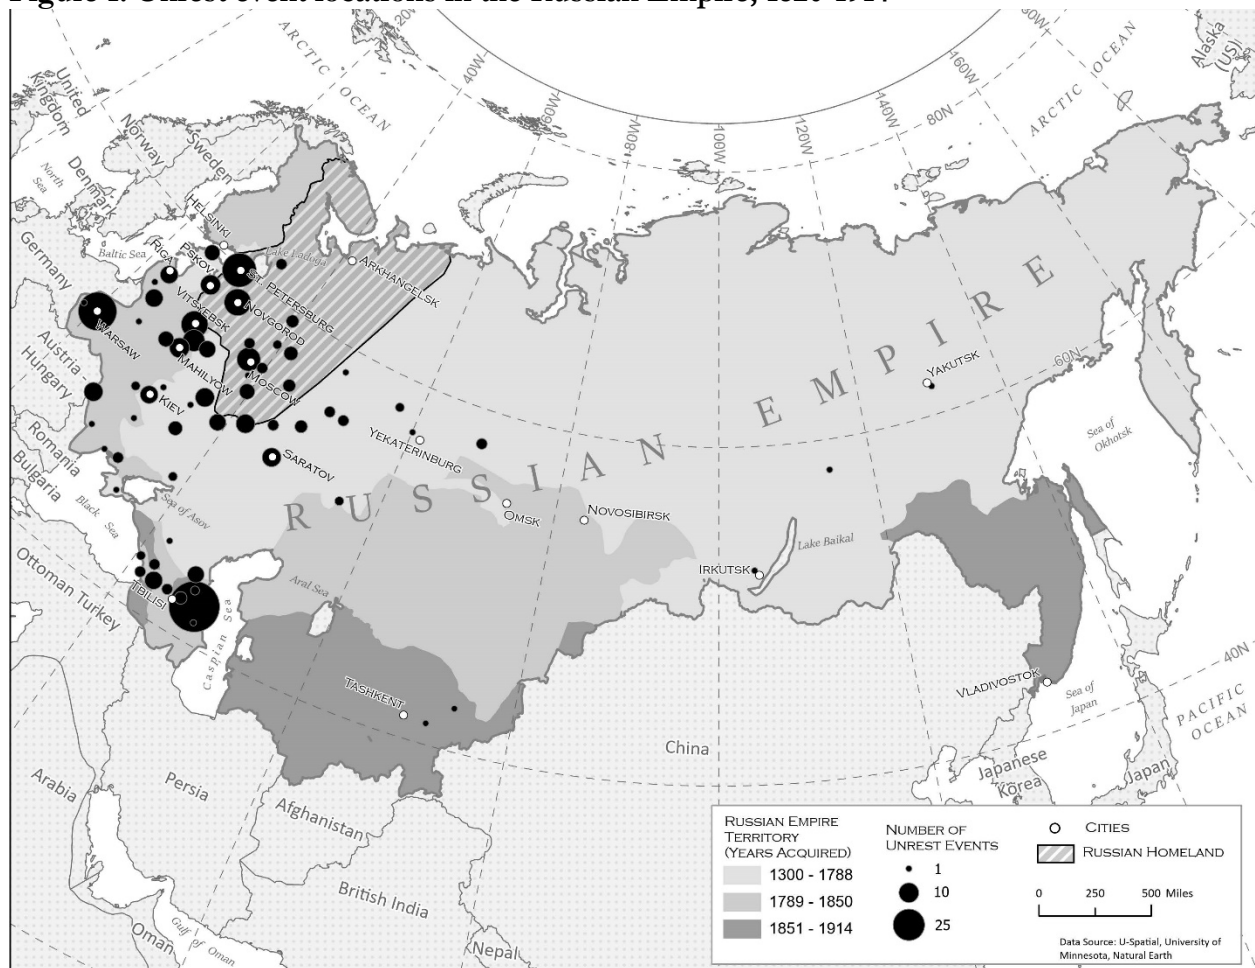 Figure 1: Unrest event locations in the Russian Empire, 1820-1914
ARCTIC OCEAN
40W
60W
80W
100W
120W
140W
160W
80N
ARCTIC OCEAN
Alaska
(US)
United
Kingdom
Norway
Sweden
North
Sea
Denmark
Germany
Baltic Sea
HELSINKI
Lake Ladoga
ARKHANGELSK
RIGA
PSKOV
ST. PETERSBURG
VITSYEBSK
NOVGOROD
WARSAW
MAHILYOW
MOSCOW
KIEV
Austria
Hungary
Romania
Bulgaria
Black Sea
Sea of Asov
SARATOV
YEKATERINBURG
OMSK
NOVOSIBIRSK
RUSSIAN EMPIRE
YAKUTSK
60N
Sea of
Okhotsk
Lake Baikal
IRKUTSK
Ottoman Turkey
TBILISI
Caspian Sea
Aral Sea
TASHKENT
VLADIVOSTOK
Sea of
Japan
40N
PACIFIC
OCEAN
China
Japanese
Korea
Japan
Arabia
Persia
Afghanistan
British India
Nepal
Gulf of Oman
Oman
RUSSIAN EMPIRE
TERRITORY
(YEARS ACQUIRED)
1300 - 1788
1789 - 1850
1851 - 1914
NUMBER OF
UNREST EVENTS
1
10
25
CITIES
RUSSIAN HOMELAND
0 250 500 Miles
Data Source: U-Spatial, University of
Minnesota, Natural Earth